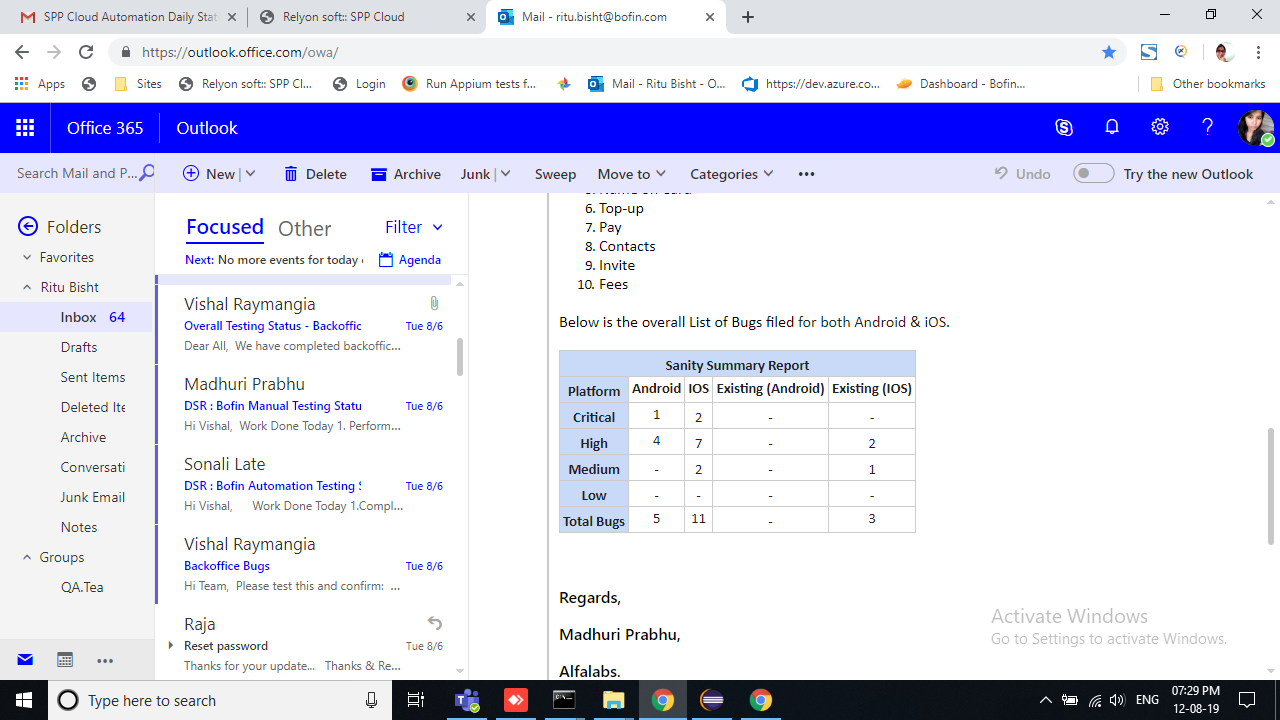 SPP Cloud Automation Daily Stat
Relyon soft:: SPP Cloud
Mail - ritu.bisht@bofin.com
https://outlook.office.com/owa/
Apps
Sites
Relyon soft:: SPP Cl...
Login
Run Appium tests f...
Mail - Ritu Bisht - O...
https://dev.azure.co...
Dashboard - Bofin...
Other bookmarks
Office 365
Outlook
Search Mail and P...
New
Delete
Archive
Junk
Sweep
Move to
Categories
Undo
Try the new Outlook
Folders
Favorites
Ritu Bisht
Inbox 64
Drafts
Sent Items
Deleted Ite
Archive
Conversati
Junk Email
Notes
Groups
QA.Tea
Focused Other Filter
Next: No more events for today
Agenda
Vishal Raymangia
Overall Testing Status - Backoffic Tue 8/6
Dear All, We have completed backoffic...
Madhuri Prabhu
DSR : Bofin Manual Testing Statu Tue 8/6
Hi Vishal, Work Done Today 1. Perform...
Sonali Late
DSR : Bofin Automation Testing S Tue 8/6
Hi Vishal, Work Done Today 1.Compl...
Vishal Raymangia
Backoffice Bugs Tue 8/6
Hi Team, Please test this and confirm: ...
Raja
Reset password Tue 8/6
Thanks for your update... Thanks & Re...
6. Top-up
7. Pay
8. Contacts
9. Invite
10. Fees
Below is the overall List of Bugs filed for both Android & iOS.
Sanity Summary Report
Platform Android IOS Existing (Android) Existing (IOS)
Critical 1 2 - -
High 4 7 - 2
Medium - 2 - 1
Low - - - -
Total Bugs 5 11 - 3
Regards,
Madhuri Prabhu,
Alfalabs.
Activate Windows
Go to Settings to activate Windows.
Type here to search
ENG
07:29 PM
12-08-19